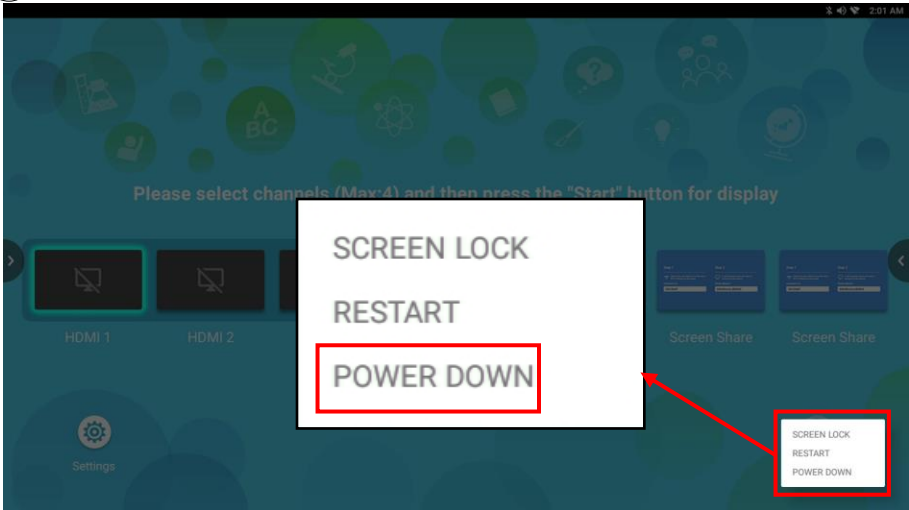 2:01 AM
A
BC
Please select channels (Max:4) and then press the "Start" button for display
SCREEN LOCK
RESTART
POWER DOWN
HDMI 1
HDMI 2
Screen Share
Screen Share
Settings
SCREEN LOCK
RESTART
POWER DOWN